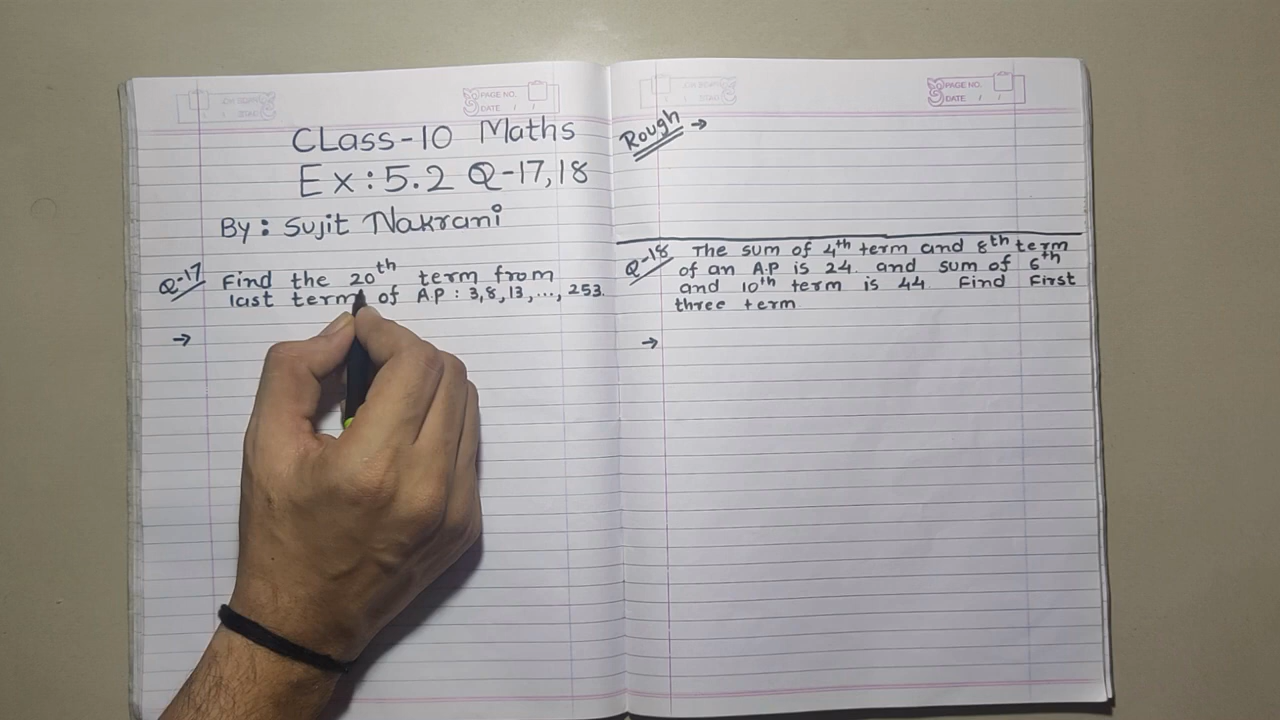 PAGE NO.
DATE / /
CLass-10 Maths
Ex:5.2 Q-17,18
By: Sujit Nakrani
Q-17 Find the 20th term from
last term of A.P : 3,8,13,..., 253.
→
PAGE NO.
DATE / /
Rough →
Q-18 The sum of 4th term and 8th term
of an A.P is 24 and sum of 6th
and 10th term is 44. Find First
three term
→